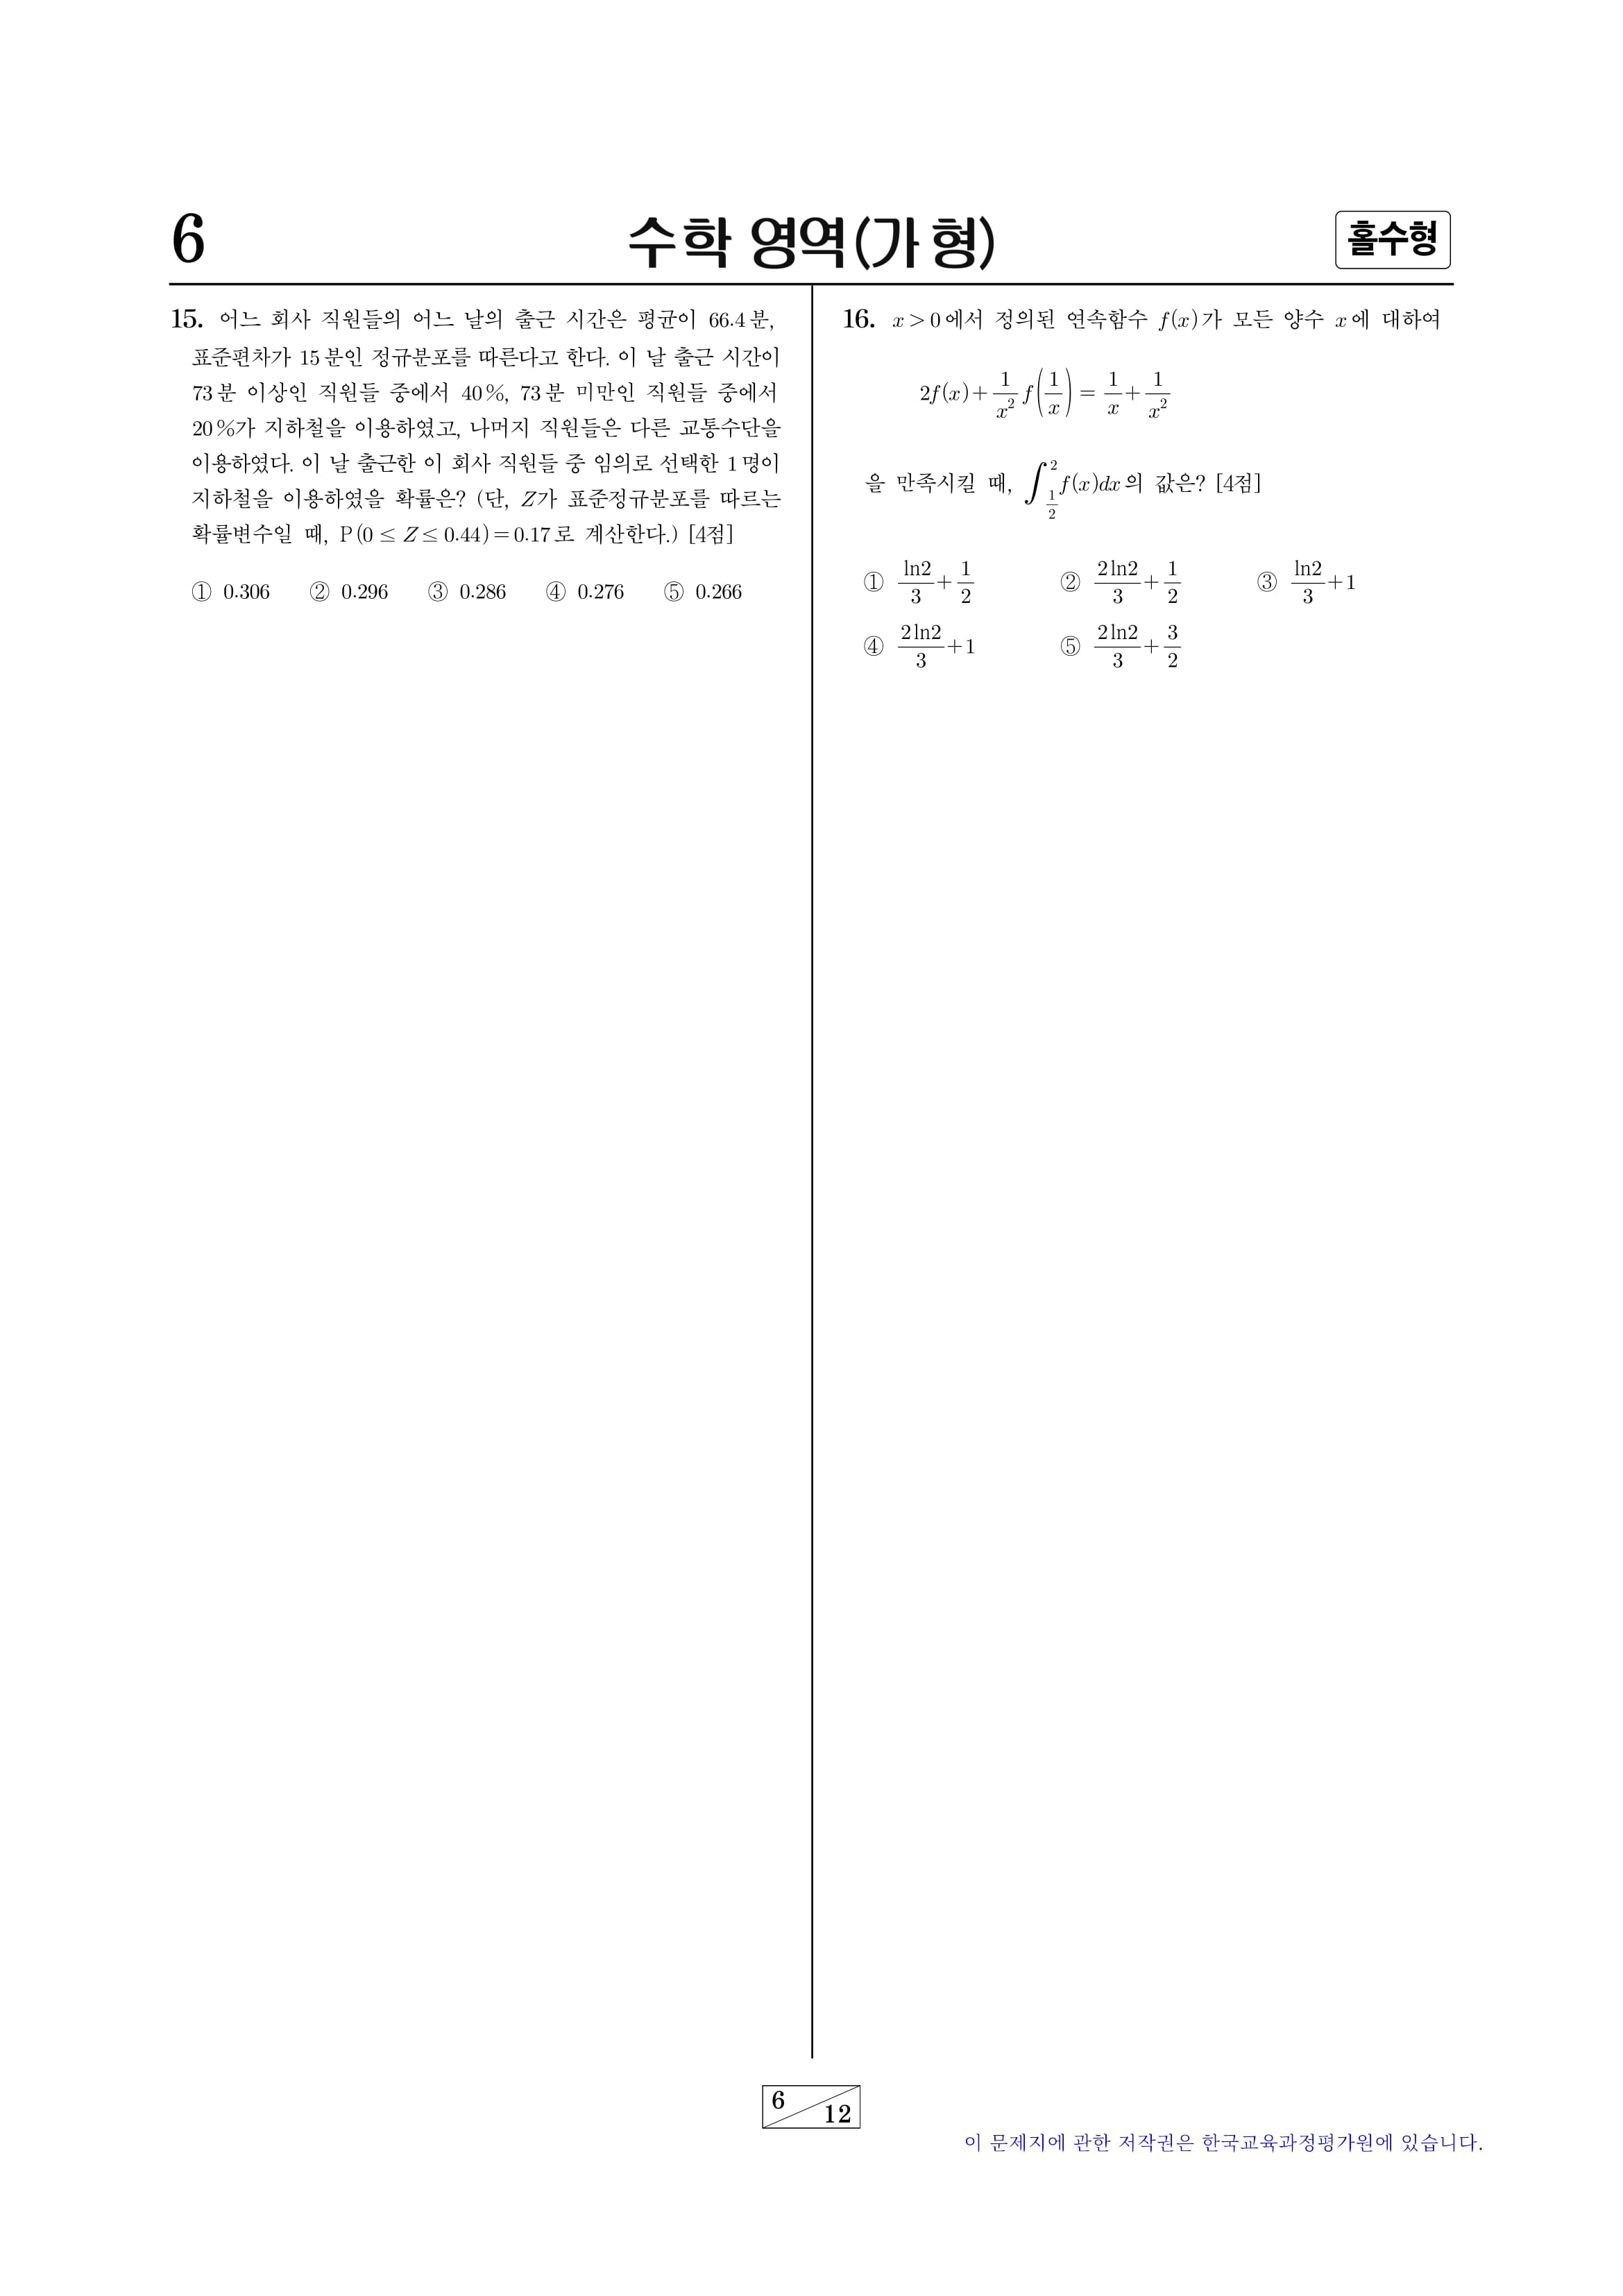 6
수학 영역(가 형)
홀수형
15. 어느 회사 직원들의 어느 날의 출근 시간은 평균이 66.4분,
표준편차가 15분인 정규분포를 따른다고 한다. 이 날 출근 시간이
73분 이상인 직원들 중에서 40%, 73분 미만인 직원들 중에서
20%가 지하철을 이용하였고, 나머지 직원들은 다른 교통수단을
이용하였다. 이 날 출근한 이 회사 직원들 중 임의로 선택한 1명이
지하철을 이용하였을 확률은? (단, Z가 표준정규분포를 따르는
확률변수일 때, P(0 ≤ Z ≤ 0.44) = 0.17로 계산한다.) [4점]
① 0.306 ② 0.296 ③ 0.286 ④ 0.276 ⑤ 0.266
16. x > 0에서 정의된 연속함수 f(x)가 모든 양수 x에 대하여
2f(x) + \frac{1}{x^2} f\left(\frac{1}{x}\right) = \frac{1}{x} + \frac{1}{x^2}
을 만족시킬 때, \int_{\frac{1}{2}}^{2} f(x)dx의 값은? [4점]
① \frac{\ln2}{3} + \frac{1}{2} ② \frac{2\ln2}{3} + \frac{1}{2} ③ \frac{\ln2}{3} + 1
④ \frac{2\ln2}{3} + 1 ⑤ \frac{2\ln2}{3} + \frac{3}{2}
6 12
이 문제지에 관한 저작권은 한국교육과정평가원에 있습니다.